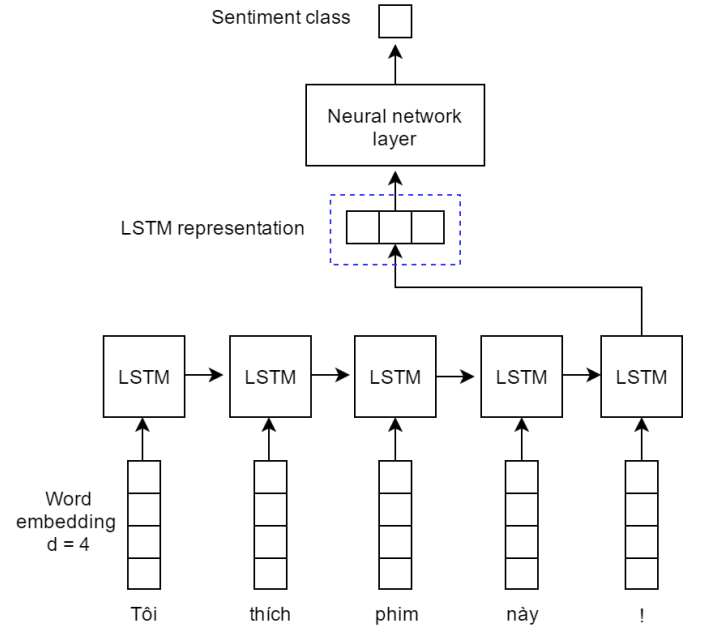 Sentiment class
Neural network
layer
LSTM representation
LSTM
LSTM
LSTM
LSTM
LSTM
Word
embedding
d = 4
Tôi
thích
phim
này
!